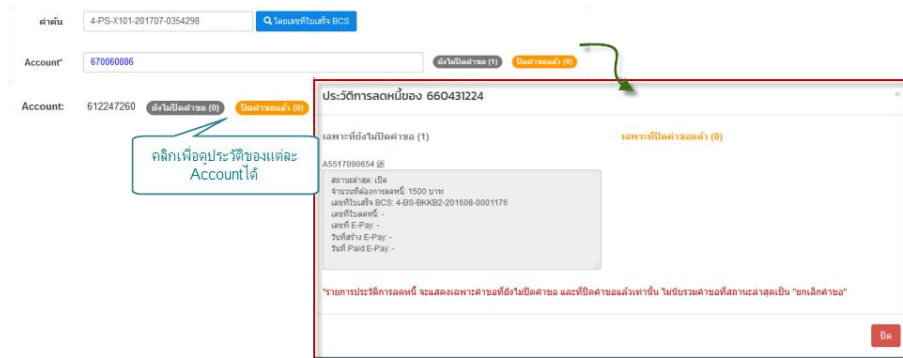 คำค้น 4-PS-X101-201707-0354298 โดยเลขที่ใบเสร็จ BCS
Account* 670060886 ยังไม่ปิดคำขอ (1) ปิดคำขอแล้ว (0)
Account: 612247260 ยังไม่ปิดคำขอ (0) ปิดคำขอแล้ว (0)
คลิกเพื่อดูประวัติของแต่ละ
Accountได้
ประวัติการลดหนี้ของ 660431224 ×
เฉพาะที่ยังไม่ปิดคำขอ (1) เฉพาะที่ปิดคำขอแล้ว (0)
A5517090654
สถานะล่าสุด: เปิด
จำนวนที่ต้องการลดหนี้: 1500 บาท
เลขที่ใบเสร็จ BCS: 4-BS-BKKB2-201608-0001176
เลขที่ใบลดหนี้: -
เลขที่ E-Pay: -
วันที่สร้าง E-Pay: -
วันที่ Paid E-Pay: -
*รายการประวัติการลดหนี้ จะแสดงเฉพาะคำขอที่ยังไม่ปิดคำขอ และที่ปิดคำขอแล้วเท่านั้น ไม่นับรวมคำขอที่สถานะล่าสุดเป็น "ยกเลิกคำขอ"
ปิด